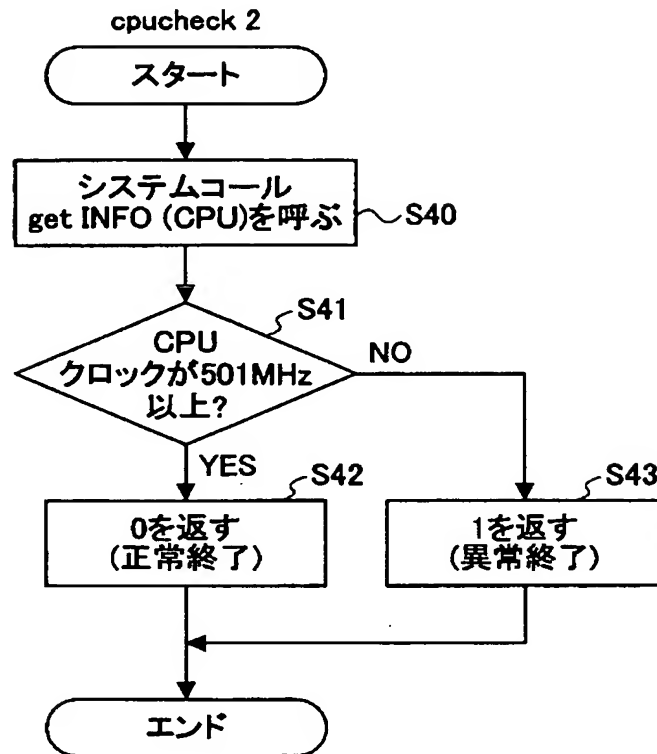 cpucheck 2
スタート
システムコール
get INFO (CPU)を呼ぶ
S40
S41
CPU
クロックが501MHz
以上?
NO
YES
S42
0を返す
(正常終了)
S43
1を返す
(異常終了)
エンド